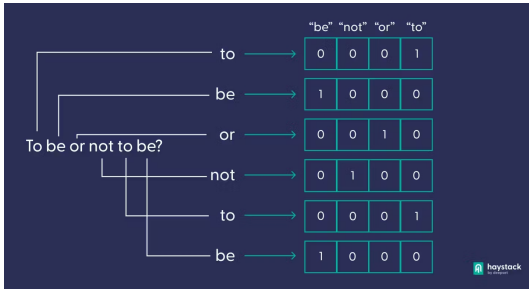 "be" "not" "or" "to"
to 0 0 0 1
be 1 0 0 0
or 0 0 1 0
To be or not to be?
not 0 1 0 0
to 0 0 0 1
be 1 0 0 0
haystack
by deepset